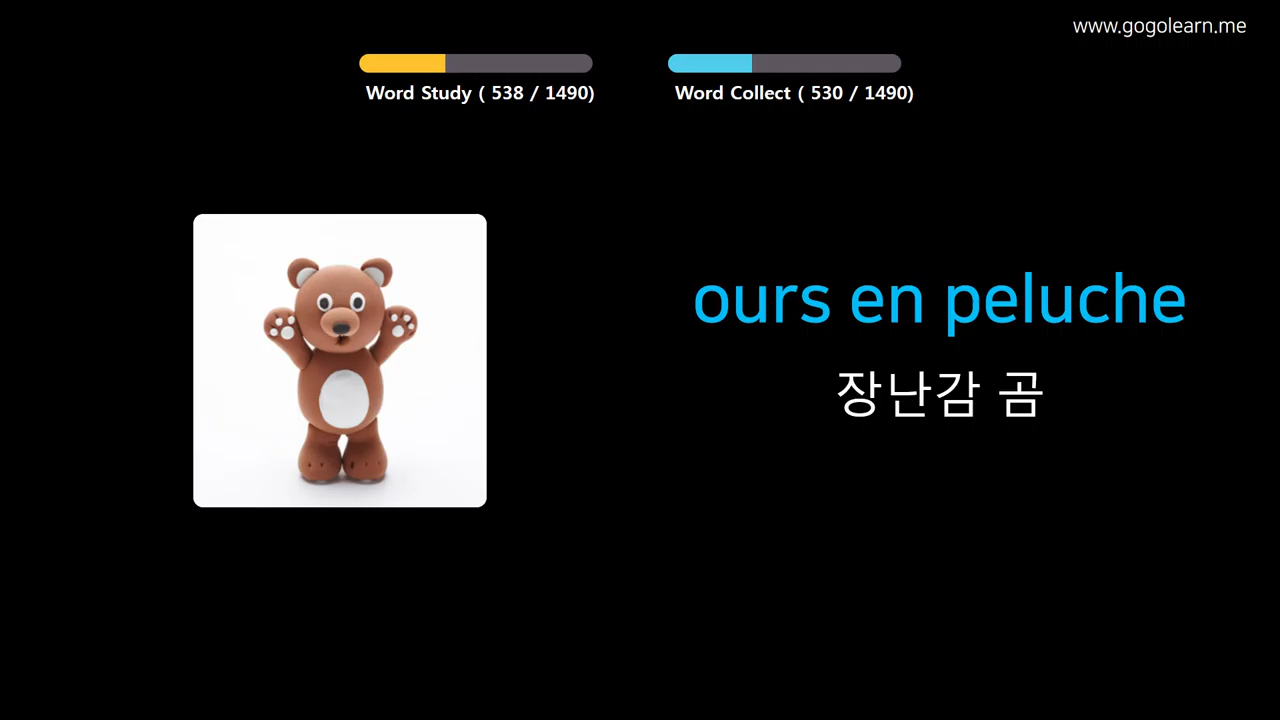 www.gogolearn.me
Word Study ( 538 / 1490)
Word Collect ( 530 / 1490)
ours en peluche
장난감 곰